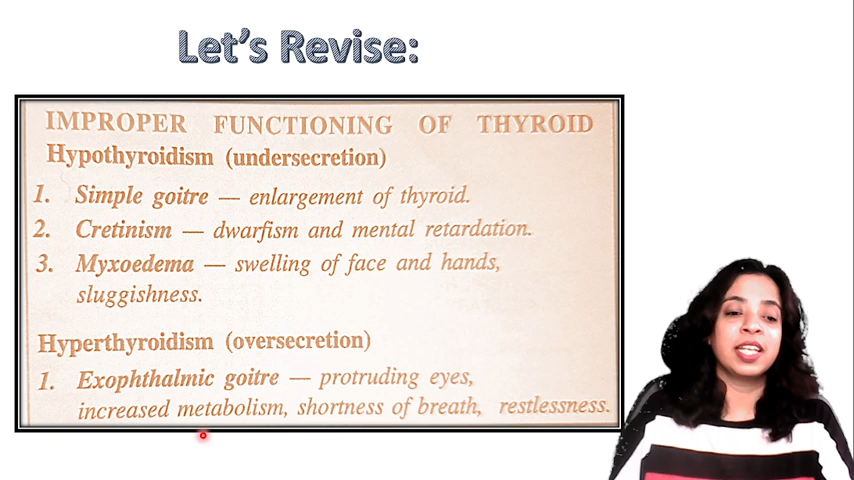 Let's Revise:
IMPROPER FUNCTIONING OF THYROID
Hypothyroidism (undersecretion)
1. Simple goitre — enlargement of thyroid.
2. Cretinism — dwarfism and mental retardation.
3. Myxoedema — swelling of face and hands,
sluggishness.
Hyperthyroidism (oversecretion)
1. Exophthalmic goitre — protruding eyes,
increased metabolism, shortness of breath, restlessness.